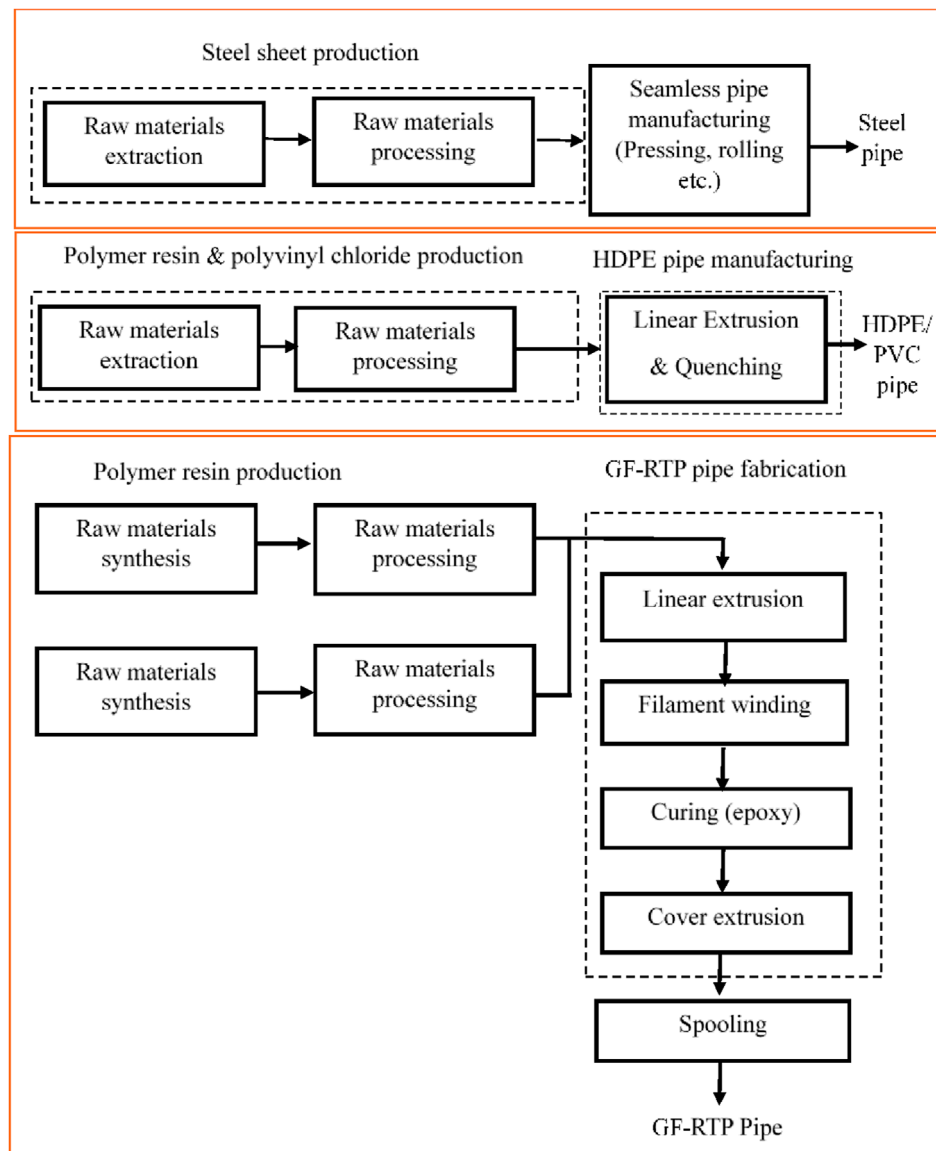 Steel sheet production
Raw materials
extraction
Raw materials
processing
Seamless pipe
manufacturing
(Pressing, rolling
etc.)
Steel
pipe
Polymer resin & polyvinyl chloride production
HDPE pipe manufacturing
Raw materials
extraction
Raw materials
processing
Linear Extrusion
& Quenching
HDPE/
PVC
pipe
Polymer resin production
GF-RTP pipe fabrication
Raw materials
synthesis
Raw materials
processing
Linear extrusion
Raw materials
synthesis
Raw materials
processing
Filament winding
Curing (epoxy)
Cover extrusion
Spooling
GF-RTP Pipe